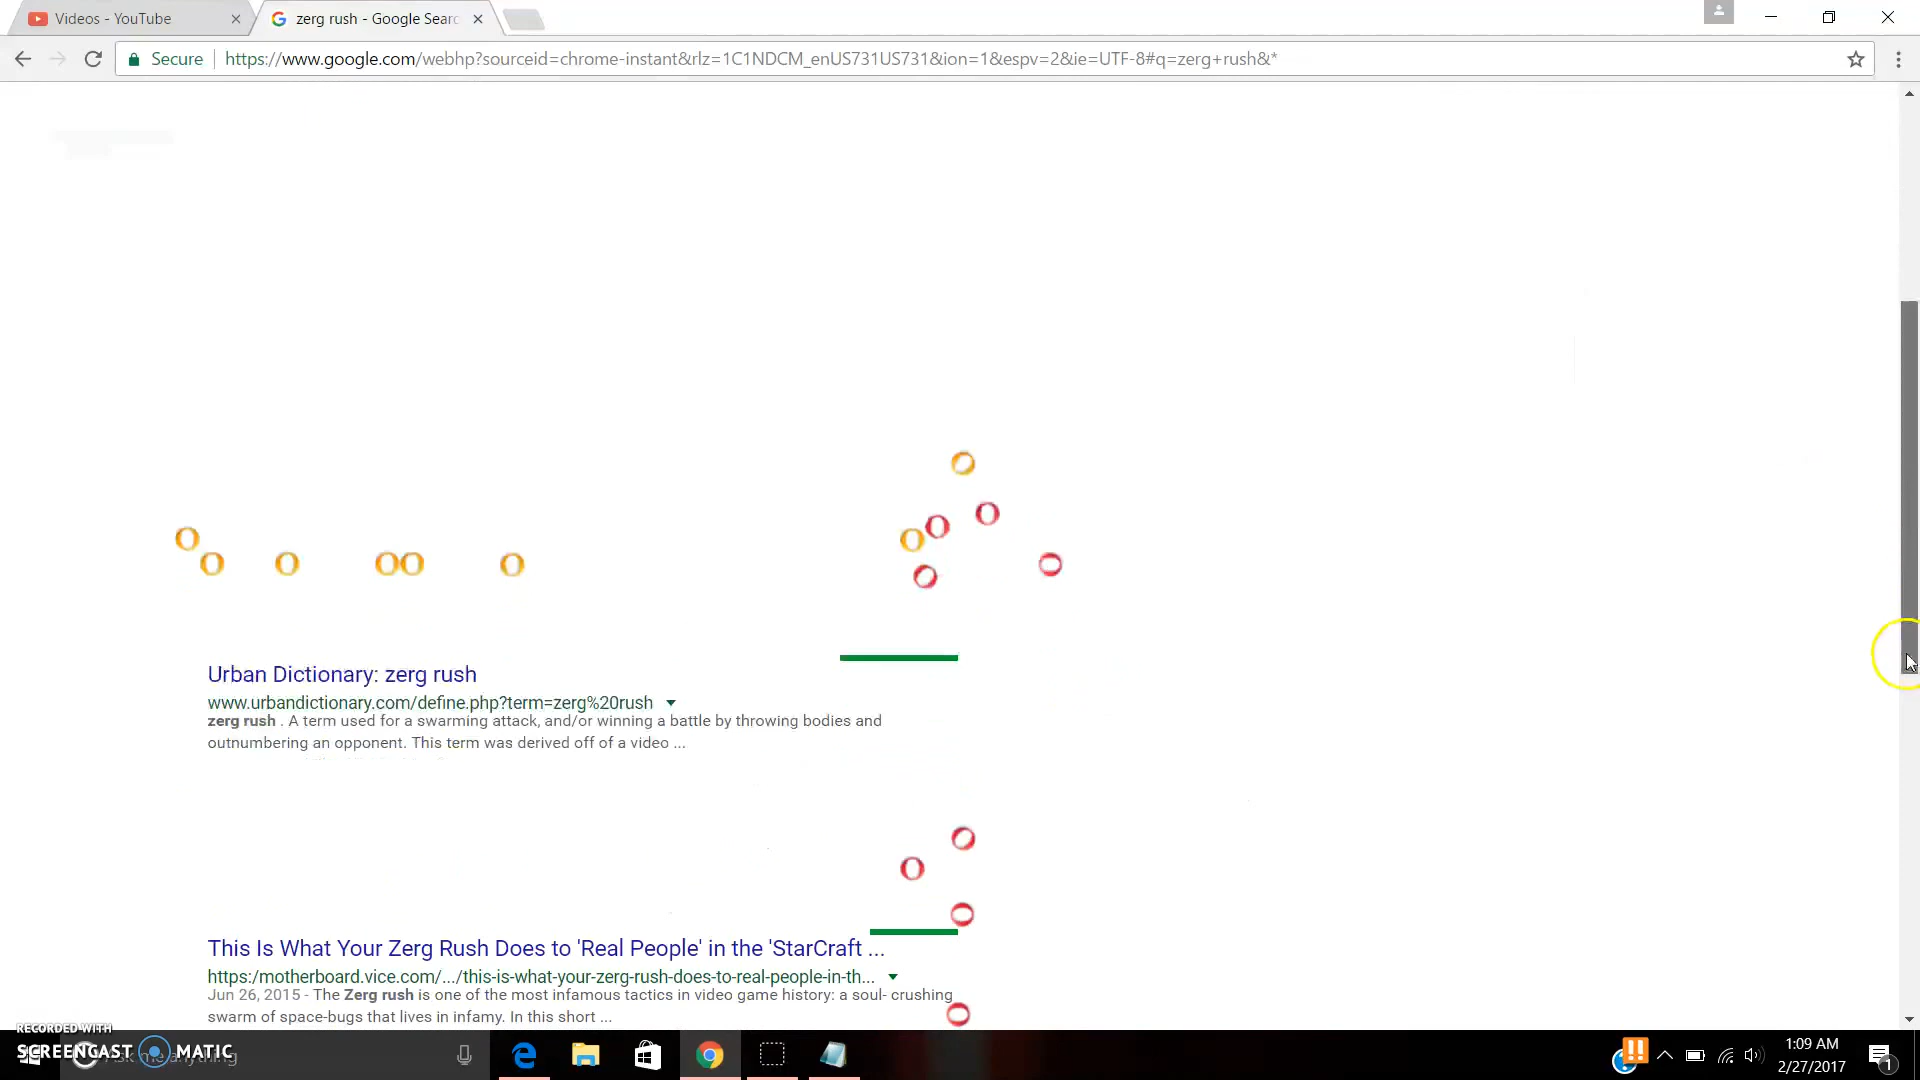 Videos - YouTube
zerg rush - Google Searc
Secure
https://www.google.com/webhp?sourceid=chrome-instant&rlz=1C1NDCM_enUS731US731&ion=1&espv=2&ie=UTF-8#q=zerg+rush&*
Urban Dictionary: zerg rush
www.urbandictionary.com/define.php?term=zerg%20rush
zerg rush . A term used for a swarming attack, and/or winning a battle by throwing bodies and
outnumbering an opponent. This term was derived off of a video ...
This Is What Your Zerg Rush Does to 'Real People' in the 'StarCraft ...
https:/motherboard.vice.com/.../this-is-what-your-zerg-rush-does-to-real-people-in-th...
Jun 26, 2015 - The Zerg rush is one of the most infamous tactics in video game history: a soul- crushing
swarm of space-bugs that lives in infamy. In this short ...
RECORDED WITH
SCREENCAST MATIC
Ask me anything
1:09 AM
2/27/2017
1